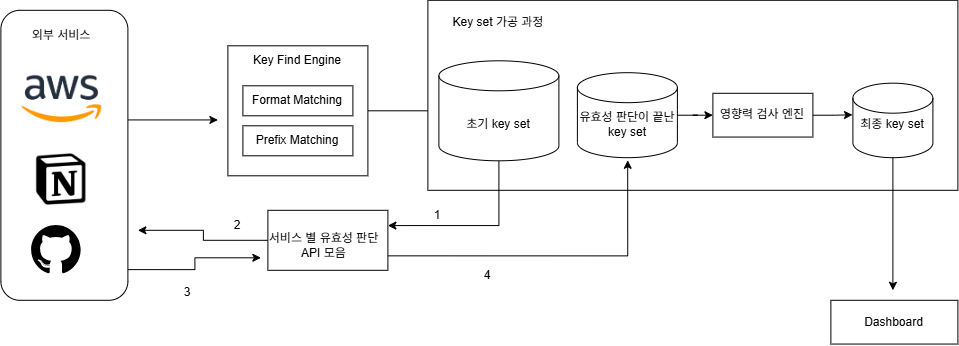 외부 서비스
aws
N
Key Find Engine
Format Matching
Prefix Matching
Key set 가공 과정
초기 key set
유효성 판단이 끝난
key set
영향력 검사 엔진
최종 key set
1
2
서비스 별 유효성 판단
API 모음
3
4
Dashboard